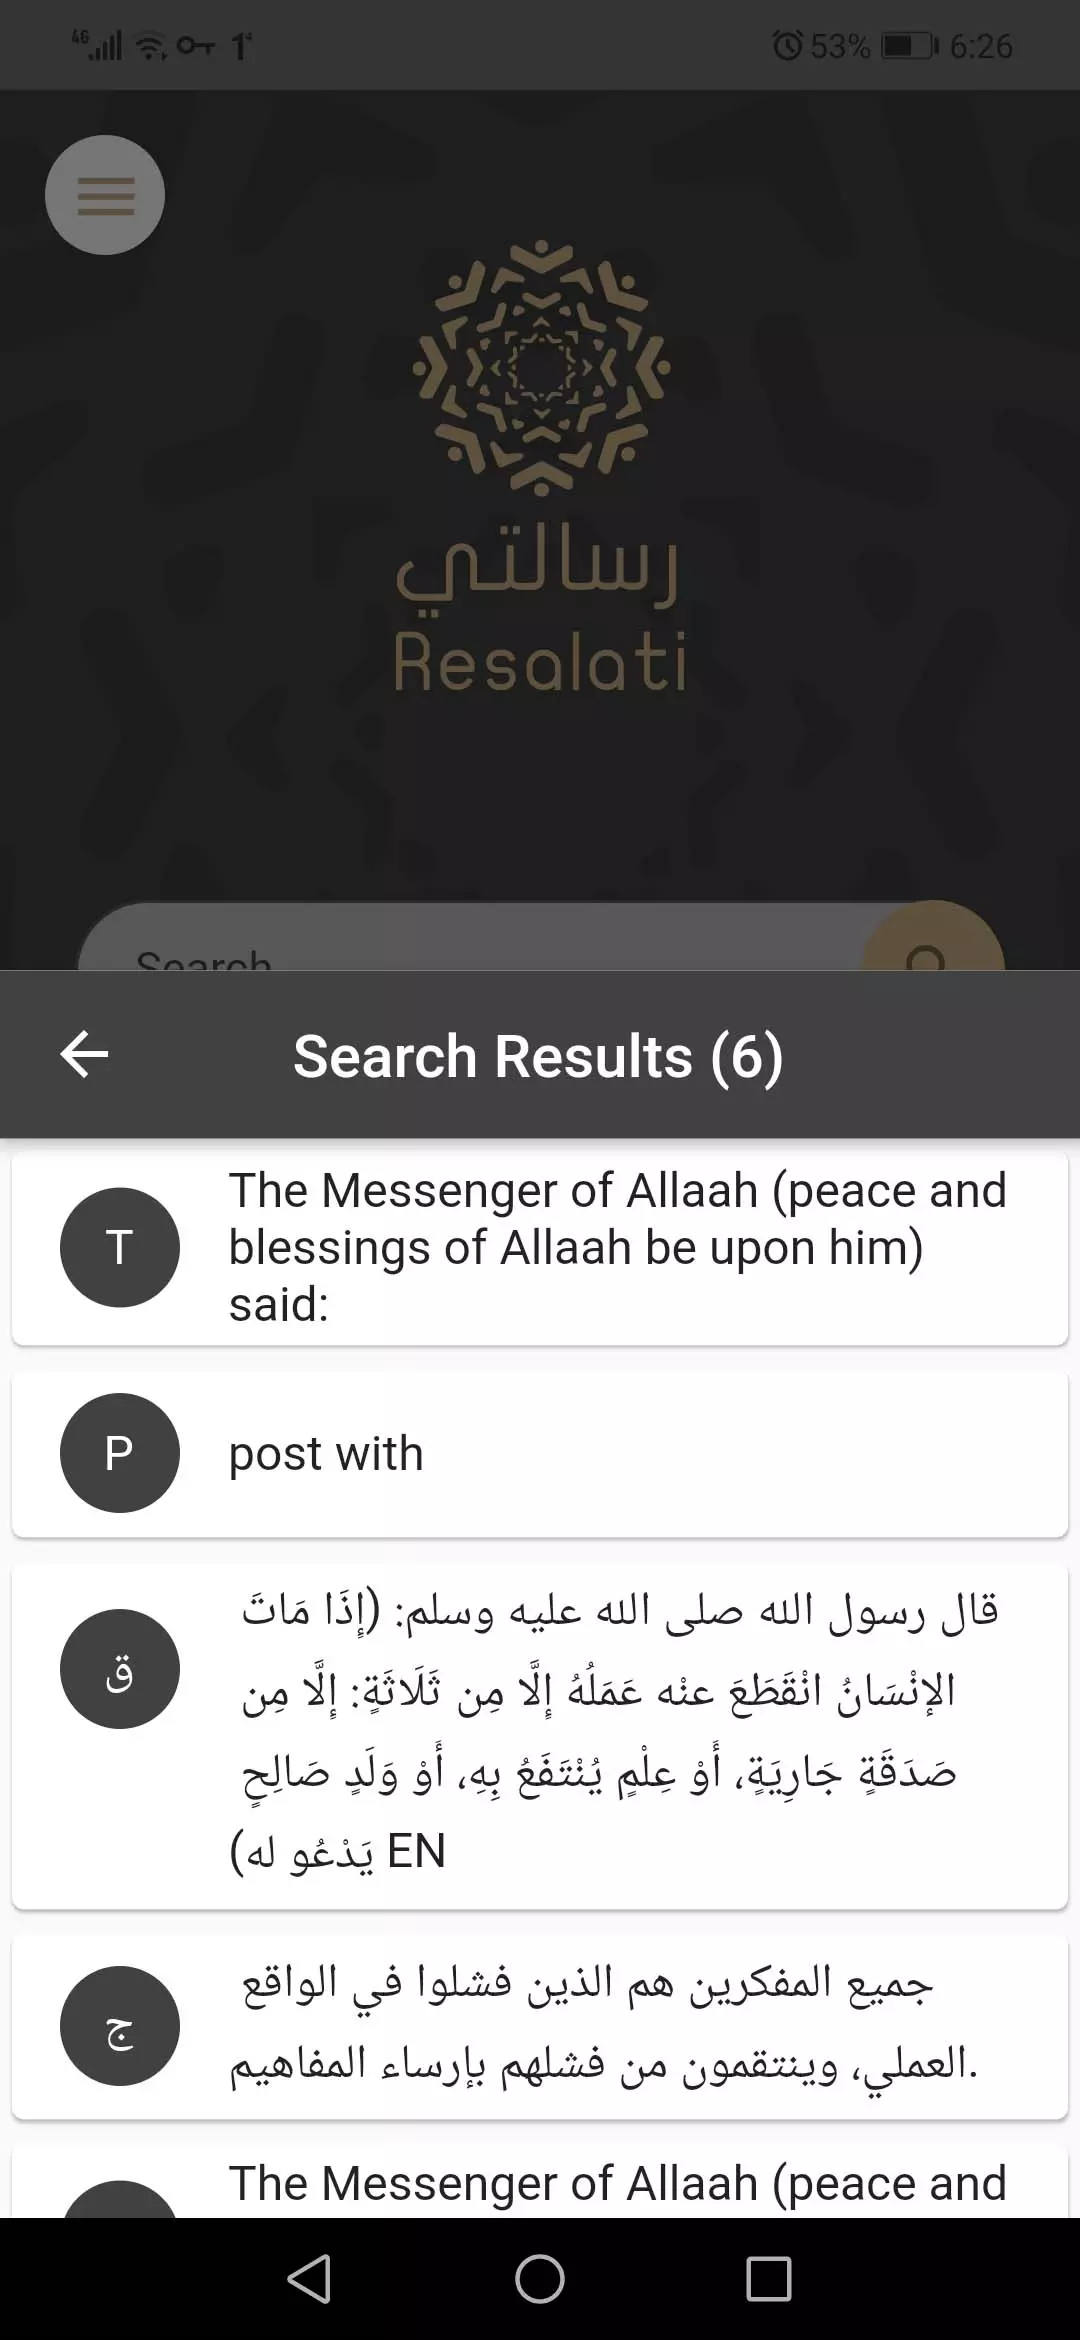 4G 1 53% 6:26
رسالتي
Resalati
Search
Search Results (6)
T
The Messenger of Allaah (peace and
blessings of Allaah be upon him)
said:
P
post with
ق
قال رسول الله صلى الله عليه وسلم: (إِذَا مَاتَ
الإنْسَانُ انْقَطَعَ عنْه عَمَلُهُ إِلَّا مِن ثَلَاثَةٍ: إِلَّا مِن
صَدَقَةٍ جَارِيَةٍ، أَوْ عِلْمٍ يُنْتَفَعُ بِهِ، أَوْ وَلَدٍ صَالِحٍ
يَدْعُو له) EN
ج
جميع المفكرين هم الذين فشلوا في الواقع
العملي، وينتقمون من فشلهم بإرساء المفاهيم.
The Messenger of Allaah (peace and